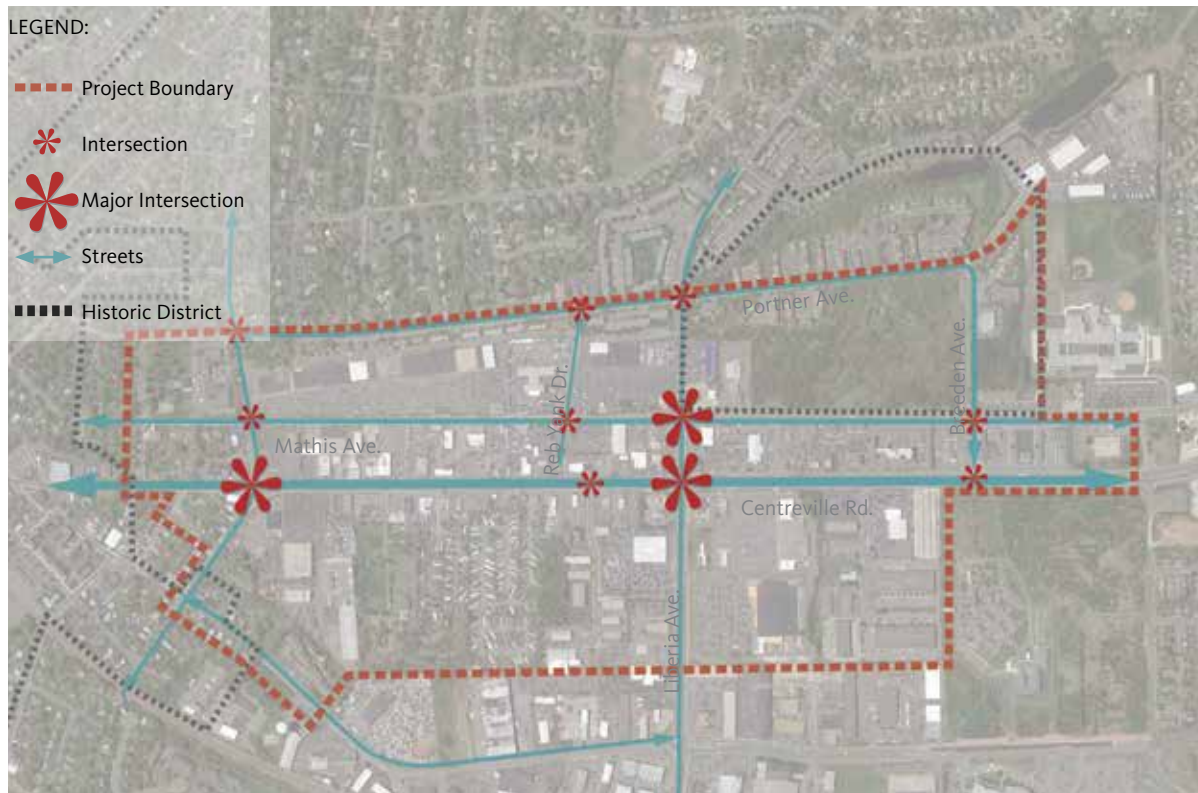 LEGEND:
Project Boundary
Intersection
Major Intersection
Streets
Historic District
Portner Ave.
Breeden Ave.
Reb Yank Dr.
Mathis Ave.
Centreville Rd.
Liberia Ave.